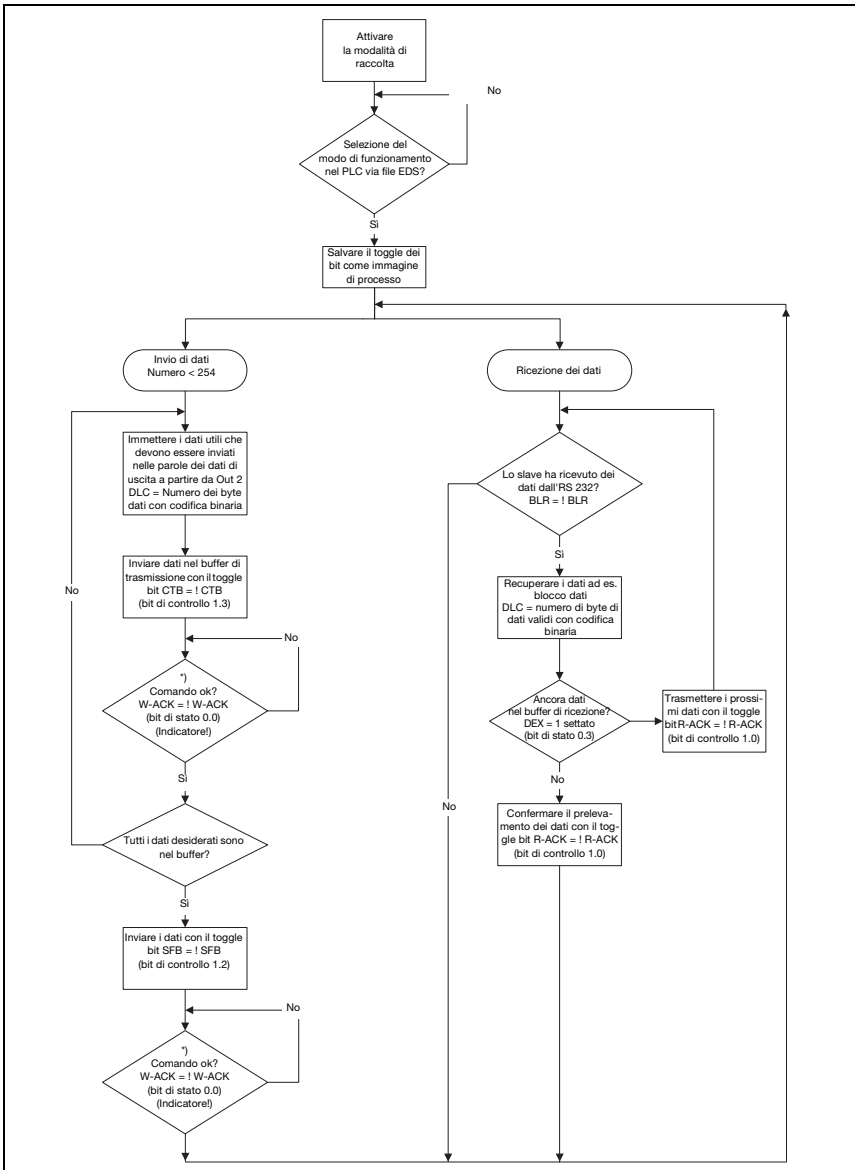 Attivare
la modalità di
raccolta
No
Selezione del
modo di funzionamento
nel PLC via file EDS?
Sì
Salvare il toggle dei
bit come immagine
di processo
Invio di dati
Numero < 254
Immettere i dati utili che
devono essere inviati
nelle parole dei dati di
uscita a partire da Out 2
DLC = Numero dei byte
dati con codifica binaria
Inviare dati nel buffer di
trasmissione con il toggle
bit CTB = ! CTB
(bit di controllo 1.3)
No
No
*)
Comando ok?
W-ACK = ! W-ACK
(bit di stato 0.0)
(Indicatore!)
Sì
Tutti i dati desiderati sono
nel buffer?
Sì
Inviare i dati con il toggle
bit SFB = ! SFB
(bit di controllo 1.2)
No
*)
Comando ok?
W-ACK = ! W-ACK
(bit di stato 0.0)
(Indicatore!)
Ricezione dei dati
Lo slave ha ricevuto dei
dati dall'RS 232?
BLR = ! BLR
Sì
Recuperare i dati ad es.
blocco dati
DLC = numero di byte di
dati validi con codifica
binaria
Ancora dati
nel buffer di ricezione?
DEX = 1 settato
(bit di stato 0.3)
Trasmettere i prossi-
mi dati con il toggle
bit R-ACK = ! R-ACK
(bit di controllo 1.0)
No
No
Confermare il preleva-
mento dei dati con il tog-
gle bit R-ACK = ! R-ACK
(bit di controllo 1.0)